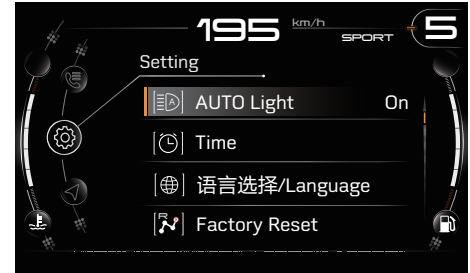 195 km/h
SPORT 5
Setting
AUTO Light On
Time
语言选择/Language
Factory Reset